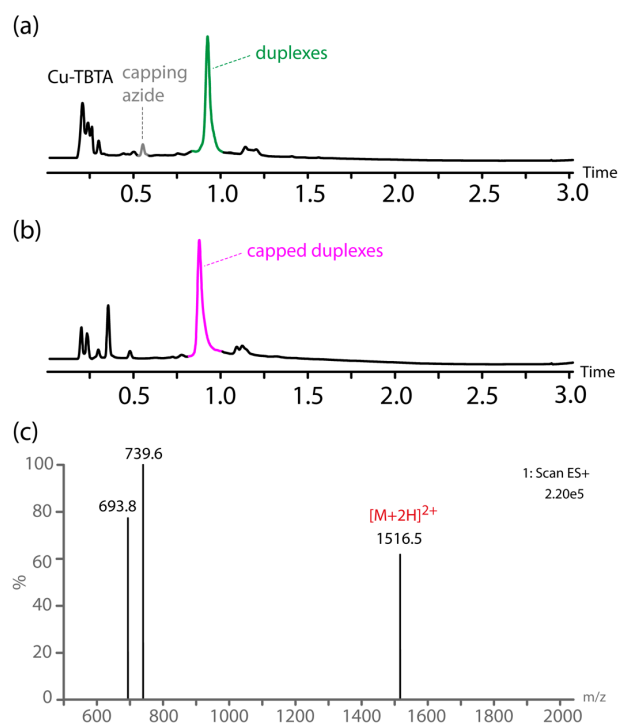 (a)
duplexes
Cu-TBTA
capping
azide
Time
0.5 1.0 1.5 2.0 2.5 3.0
(b)
capped duplexes
Time
0.5 1.0 1.5 2.0 2.5 3.0
(c)
739.6
100
1: Scan ES+
2.20e5
693.8
[M+2H]2+
80
1516.5
60
%
40
20
0
m/z
600 800 1000 1200 1400 1600 1800 2000